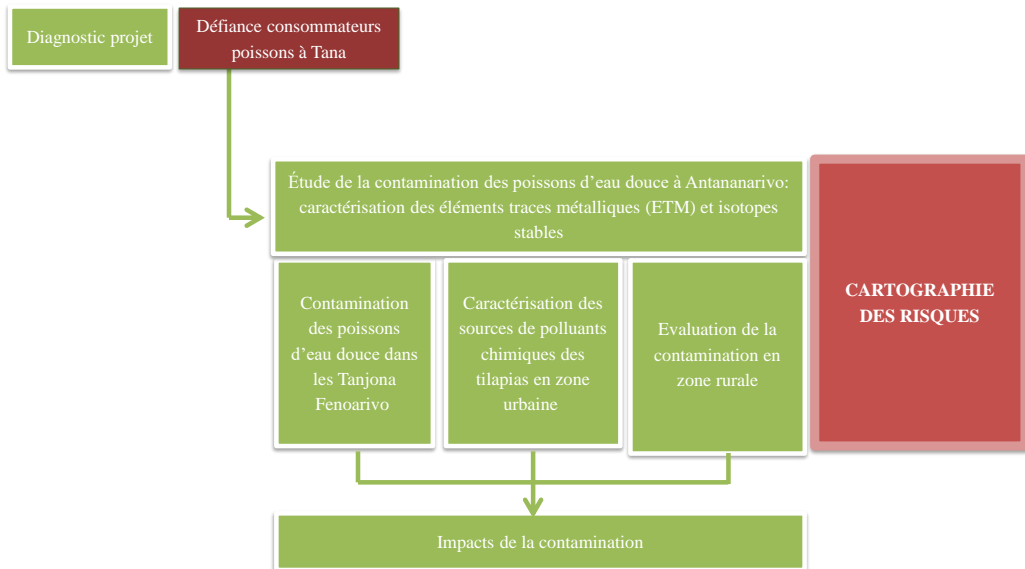 Diagnostic projet
Défiance consommateurs
poissons à Tana
Étude de la contamination des poissons d’eau douce à Antananarivo:
caractérisation des éléments traces métalliques (ETM) et isotopes
stables
Contamination
des poissons
d’eau douce dans
les Tanjona
Fenoarivo
Caractérisation des
sources de polluants
chimiques des
tilapias en zone
urbaine
Evaluation de la
contamination en
zone rurale
CARTOGRAPHIE
DES RISQUES
Impacts de la contamination